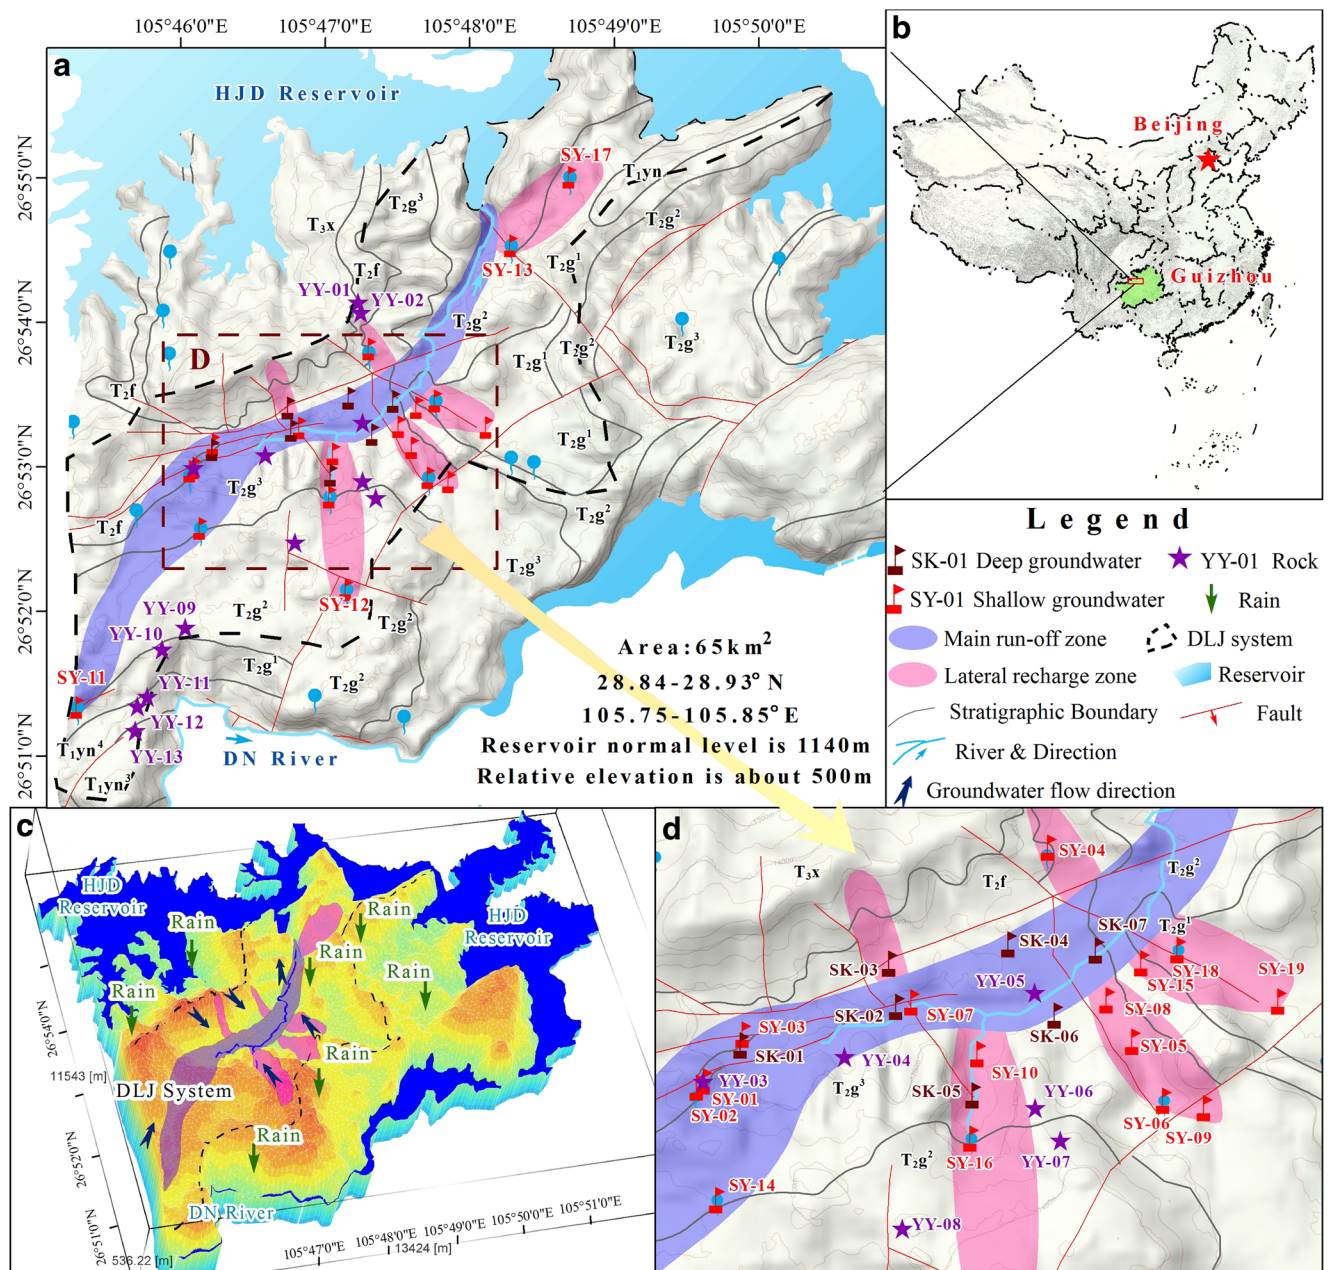 105°46'0"E
105°47'0"E
105°48'0"E
105°49'0"E
105°50'0"E
a
HJD Reservoir
26°55'0"N
26°54'0"N
26°53'0"N
26°52'0"N
26°51'0"N
SY-17
T₁yn
T₂g³
T₂g²
T₃x
SY-13
T₂g¹
T₂f
YY-01
YY-02
T₂g²
T₂g³
T₂g²
T₂g¹
D
T₂f
T₂g¹
T₂g³
T₂g²
T₂f
T₂g³
SY-12
YY-09
T₂g²
T₂g²
YY-10
T₂g¹
SY-11
YY-11
T₂g²
YY-12
T₁yn⁴
YY-13
T₁yn³
DN River
Area:65km²
28.84-28.93° N
105.75-105.85° E
Reservoir normal level is 1140m
Relative elevation is about 500m
b
Beijing
Guizhou
Legend
SK-01 Deep groundwater
YY-01 Rock
SY-01 Shallow groundwater
Rain
Main run-off zone
DLJ system
Lateral recharge zone
Reservoir
Stratigraphic Boundary
Fault
River & Direction
Groundwater flow direction
c
HJD
Reservoir
Rain
Rain
HJD
Reservoir
Rain
Rain
Rain
Rain
DLJ System
Rain
DN River
26°54'0"N
11543 [m]
26°52'0"N
26°51'0"N
536.22 [m]
105°47'0"E
105°48'0"E
13424 [m]
105°49'0"E
105°50'0"E
105°51'0"E
d
SY-04
T₃x
T₂f
T₂g²
SK-07
T₂g¹
SK-04
SK-03
SY-18
SY-19
YY-05
SY-15
SK-02
SY-07
SY-08
SY-03
SK-06
SK-01
SY-05
YY-04
YY-03
T₂g³
SY-10
SY-01
SK-05
YY-06
SY-02
SY-06
SY-09
T₂g²
SY-16
YY-07
SY-14
YY-08